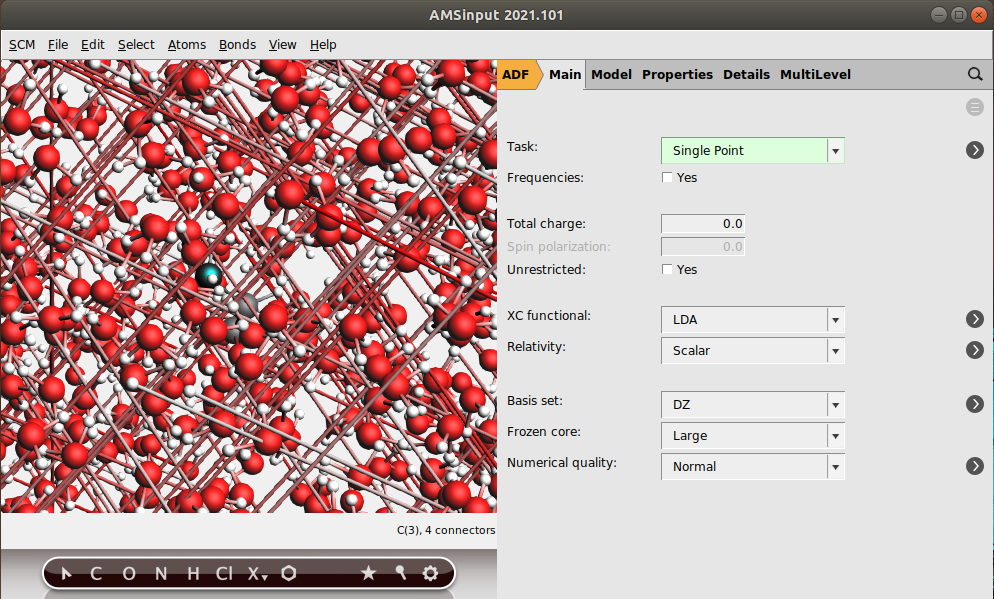 AMSinput 2021.101
SCM File Edit Select Atoms Bonds View Help
ADF Main Model Properties Details MultiLevel
Task: Single Point
Frequencies: Yes
Total charge: 0.0
Spin polarization: 0.0
Unrestricted: Yes
XC functional: LDA
Relativity: Scalar
Basis set: DZ
Frozen core: Large
Numerical quality: Normal
C(3), 4 connectors
C O N H Cl X